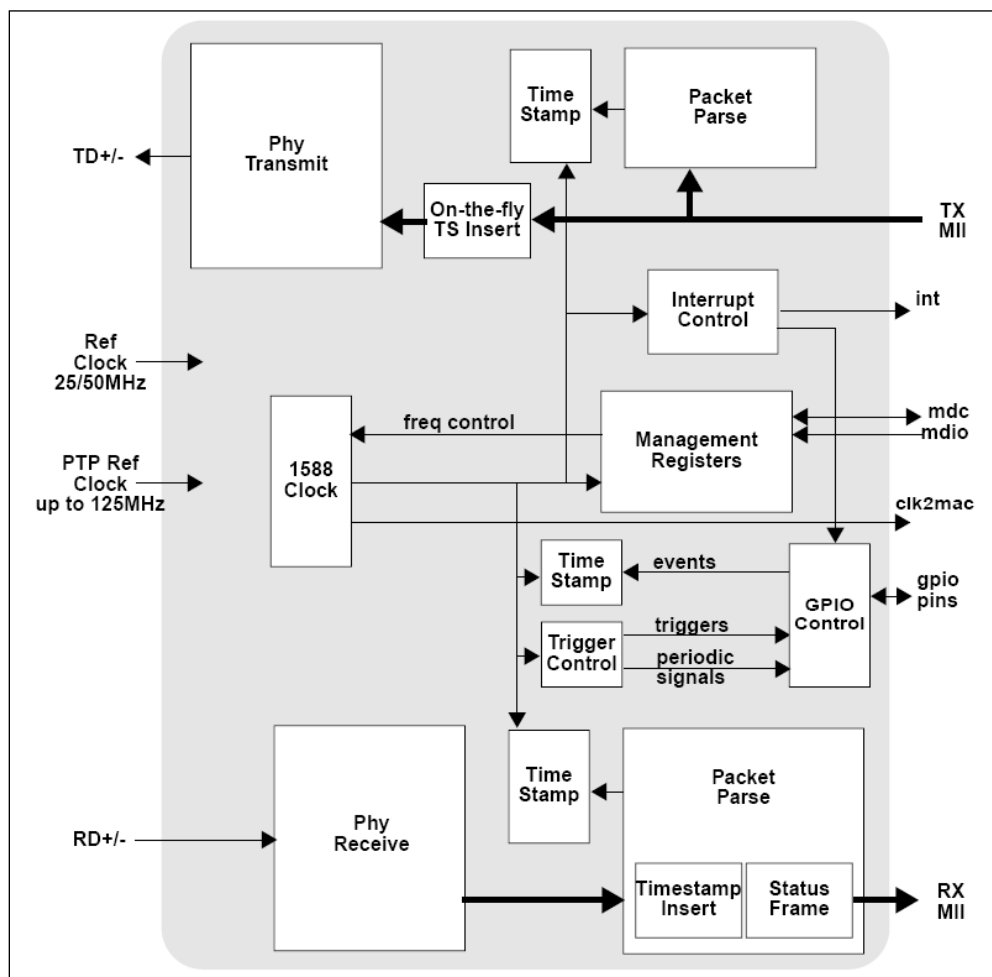 Time
Stamp
Packet
Parse
Phy
Transmit
TD+/-
On-the-fly
TS Insert
TX
MII
Interrupt
Control
int
Ref
Clock
25/50MHz
freq control
Management
Registers
mdc
mdio
PTP Ref
Clock
up to 125MHz
1588
Clock
clk2mac
Time
Stamp
events
GPIO
Control
gpio
pins
Trigger
Control
triggers
periodic
signals
Time
Stamp
Packet
Parse
RD+/-
Phy
Receive
Timestamp
Insert
Status
Frame
RX
MII